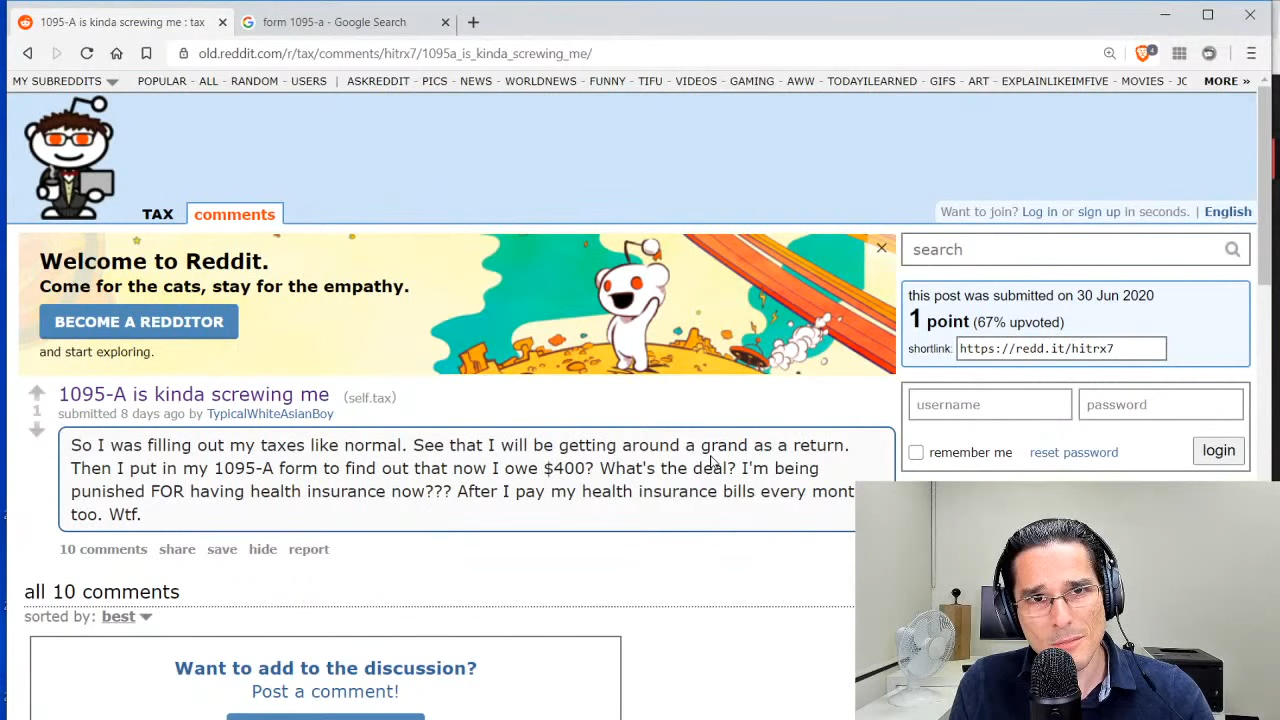 1095-A is kinda screwing me : tax
form 1095-a - Google Search
old.reddit.com/r/tax/comments/hitrx7/1095a_is_kinda_screwing_me/
4
MY SUBREDDITS POPULAR - ALL - RANDOM - USERS | ASKREDDIT - PICS - NEWS - WORLDNEWS - FUNNY - TIFU - VIDEOS - GAMING - AWW - TODAYILEARNED - GIFS - ART - EXPLAINLIKEIMFIVE - MOVIES - JC MORE »
TAX comments
Want to join? Log in or sign up in seconds. | English
Welcome to Reddit.
Come for the cats, stay for the empathy.
BECOME A REDDITOR
and start exploring.
search
this post was submitted on 30 Jun 2020
1 point (67% upvoted)
shortlink: https://redd.it/hitrx7
username password
remember me reset password login
1095-A is kinda screwing me (self.tax)
1
submitted 8 days ago by TypicalWhiteAsianBoy
So I was filling out my taxes like normal. See that I will be getting around a grand as a return.
Then I put in my 1095-A form to find out that now I owe $400? What's the deal? I'm being
punished FOR having health insurance now??? After I pay my health insurance bills every mont
too. Wtf.
10 comments share save hide report
all 10 comments
sorted by: best
Want to add to the discussion?
Post a comment!